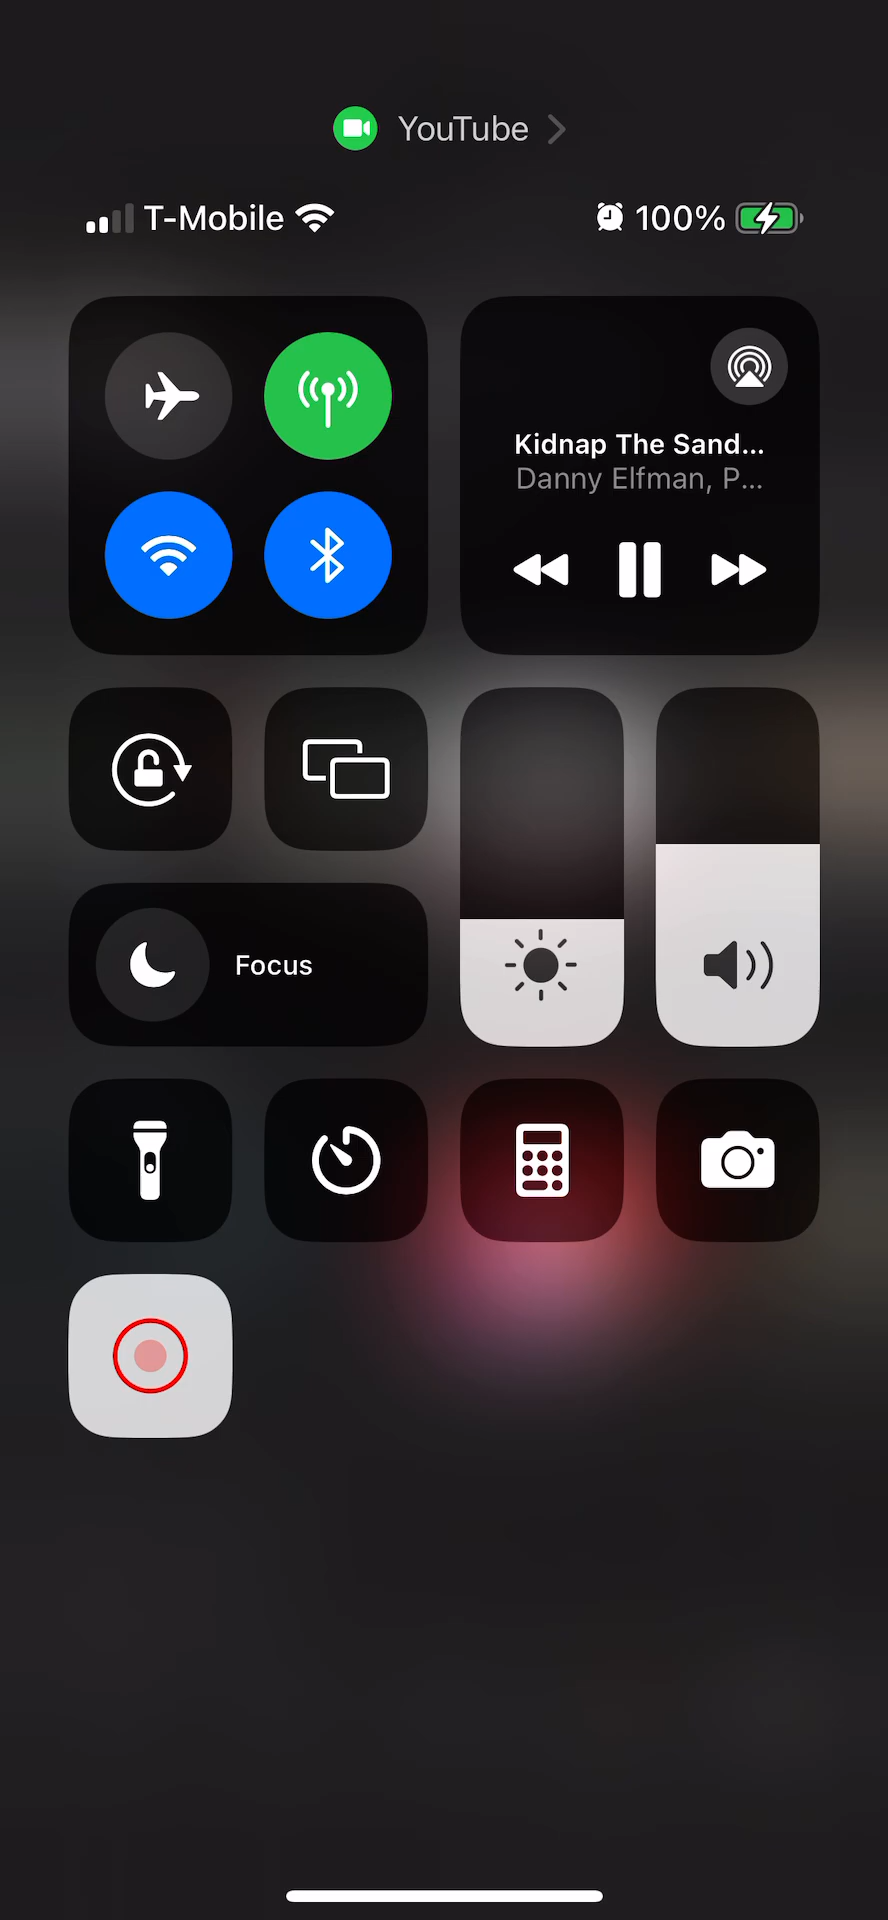 YouTube
T-Mobile
100%
Kidnap The Sand...
Danny Elfman, P...
Focus